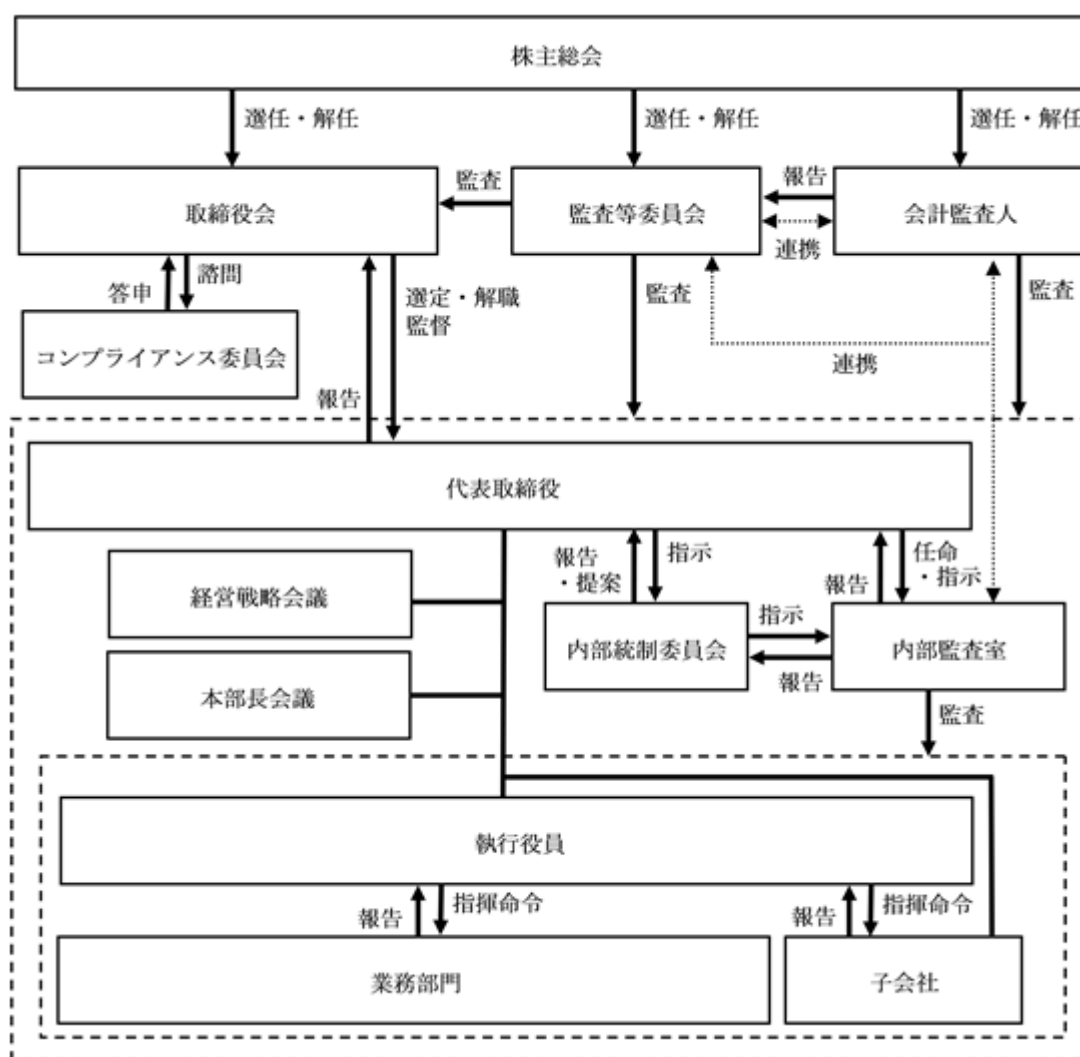 株主総会
選任・解任
選任・解任
選任・解任
取締役会
監査
監査等委員会
報告
連携
会計監査人
答申
諮問
選定・解職
監督
監査
監査
連携
コンプライアンス委員会
報告
代表取締役
経営戦略会議
報告
・提案
指示
報告
任命
・指示
内部統制委員会
指示
報告
内部監査室
本部長会議
監査
執行役員
報告
指揮命令
報告
指揮命令
業務部門
子会社